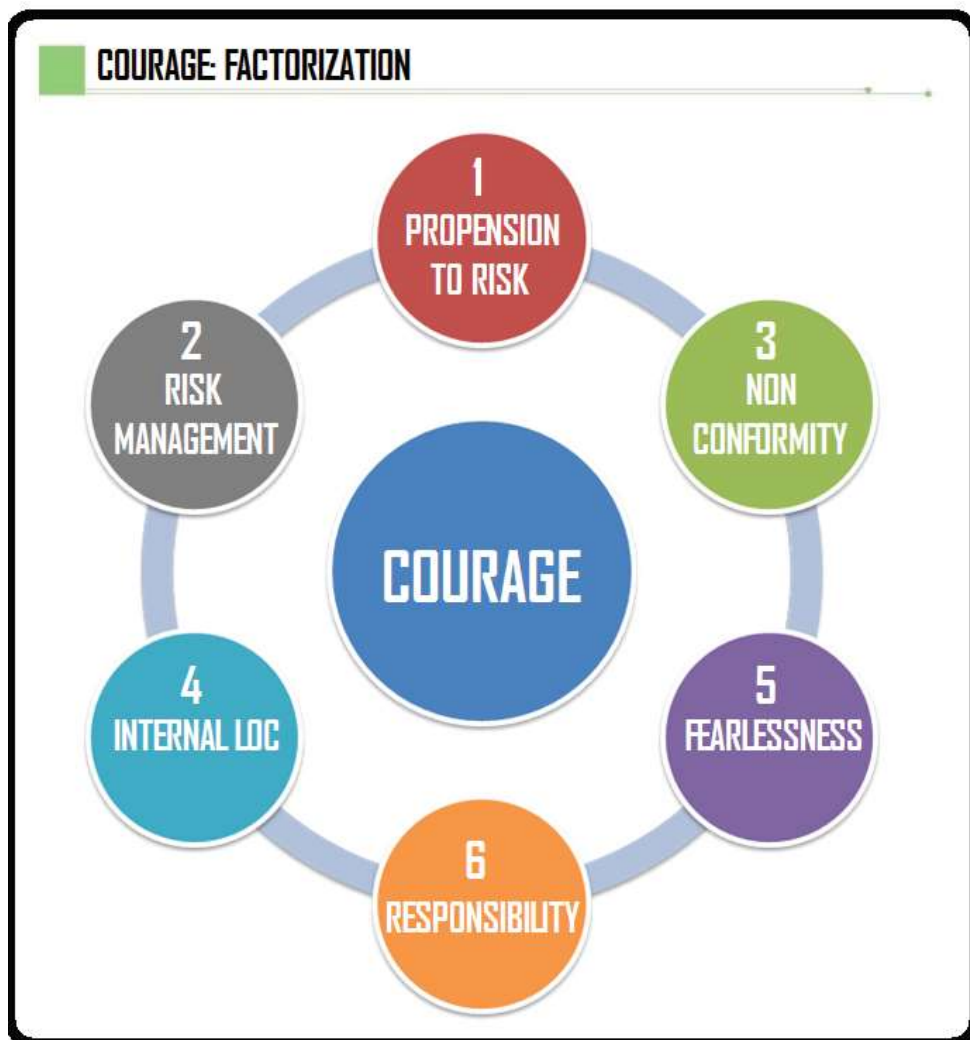 COURAGE: FACTORIZATION
1
PROPENSION
TO RISK
2
RISK
MANAGEMENT
3
NON
CONFORMITY
COURAGE
4
INTERNAL LOC
5
FEARLESSNESS
6
RESPONSIBILITY